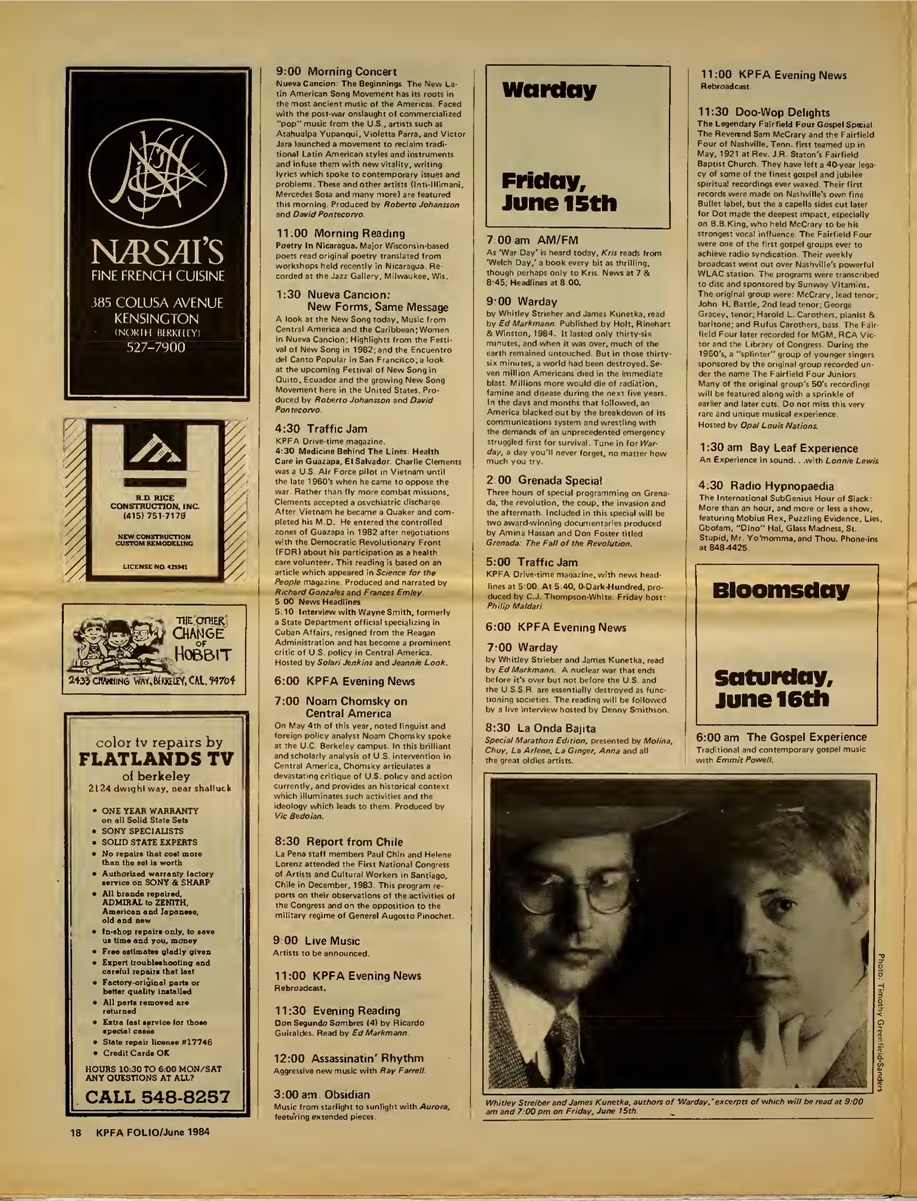 NARSAI'S
FINE FRENCH CUISINE
385 COLUSA AVENUE
KENSINGTON
(NORTH BERKELEY)
527-7900
R.D. RICE
CONSTRUCTION, INC.
(415) 751-7179
NEW CONSTRUCTION
CUSTOM REMODELING
LICENSE NO. 421941
THE OTHER
CHANGE
OF
HOBBIT
2433 CHANNING WAY, BERKELEY, CAL. 94704
color tv repairs by
FLATLANDS TV
of berkeley
2124 dwight way, near shattuck
• ONE YEAR WARRANTY
on all Solid State Sets
• SONY SPECIALISTS
• SOLID STATE EXPERTS
• No repairs that cost more
than the set is worth
• Authorized warranty factory
service on SONY & SHARP
• All brands repaired,
ADMIRAL to ZENITH,
American and Japanese,
old and new
• In-shop repairs only, to save
us time and you, money
• Free estimates gladly given
• Expert troubleshooting and
careful repairs that last
• Factory-original parts or
better quality installed
• All parts removed are
returned
• Extra fast service for those
special cases
• State repair license #17746
• Credit Cards OK
HOURS 10:30 TO 6:00 MON/SAT
ANY QUESTIONS AT ALL?
CALL 548-8257
9:00 Morning Concert
Nueva Cancion: The Beginnings. The New La-
tin American Song Movement has its roots in
the most ancient music of the Americas. Faced
with the post-war onslaught of commercialized
"pop" music from the U.S., artists such as
Atahualpa Yupanqui, Violetta Parra, and Victor
Jara launched a movement to reclaim tradi-
tional Latin American styles and instruments
and infuse them with new vitality, writing
lyrics which spoke to contemporary issues and
problems. These and other artists (Inti-Illimani,
Mercedes Sosa and many more) are featured
this morning. Produced by Roberto Johansson
and David Pontecorvo.
11:00 Morning Reading
Poetry In Nicaragua. Major Wisconsin-based
poets read original poetry translated from
workshops held recently in Nicaragua. Re-
corded at the Jazz Gallery, Milwaukee, Wis.
1:30 Nueva Cancion:
New Forms, Same Message
A look at the New Song today, Music from
Central America and the Caribbean; Women
in Nueva Cancion; Highlights from the Festi-
val of New Song in 1982; and the Encuentro
del Canto Popular in San Francisco; a look
at the upcoming Festival of New Song in
Quito, Ecuador and the growing New Song
Movement here in the United States. Pro-
duced by Roberto Johansson and David
Pontecorvo.
4:30 Traffic Jam
KPFA Drive-time magazine.
4:30 Medicine Behind The Lines: Health
Care in Guazapa, El Salvador. Charlie Clements
was a U.S. Air Force pilot in Vietnam until
the late 1960's when he came to oppose the
war. Rather than fly more combat missions,
Clements accepted a psychiatric discharge.
After Vietnam he became a Quaker and com-
pleted his M.D. He entered the controlled
zones of Guazapa in 1982 after negotiations
with the Democratic Revolutionary Front
(FDR) about his participation as a health
care volunteer. This reading is based on an
article which appeared in Science for the
People magazine. Produced and narrated by
Richard Gonzales and Frances Emley.
5:00 News Headlines
5:10 Interview with Wayne Smith, formerly
a State Department official specializing in
Cuban Affairs, resigned from the Reagan
Administration and has become a prominent
critic of U.S. policy in Central America.
Hosted by Solari Jenkins and Jeannie Look.
6:00 KPFA Evening News
7:00 Noam Chomsky on
Central America
On May 4th of this year, noted linguist and
foreign policy analyst Noam Chomsky spoke
at the U.C. Berkeley campus. In this brilliant
and scholarly analysis of U.S. intervention in
Central America, Chomsky articulates a
devastating critique of U.S. policy and action
currently, and provides an historical context
which illuminates such activities and the
ideology which leads to them. Produced by
Vic Bedoian.
8:30 Report from Chile
La Pena staff members Paul Chin and Helene
Lorenz attended the First National Congress
of Artists and Cultural Workers in Santiago,
Chile in December, 1983. This program re-
ports on their observations of the activities of
the Congress and on the opposition to the
military regime of General Augosto Pinochet.
9:00 Live Music
Artists to be announced.
11:00 KPFA Evening News
Rebroadcast.
11:30 Evening Reading
Don Segundo Sombres (4) by Ricardo
Guiraldes. Read by Ed Markmann.
12:00 Assassinatin' Rhythm
Aggressive new music with Ray Farrell.
3:00 am Obsidian
Music from starlight to sunlight with Aurora,
featuring extended pieces.
Warday
Friday,
June 15th
7:00 am AM/FM
As 'War Day' is heard today, Kris reads from
'Welch Day,' a book every bit as thrilling,
though perhaps only to Kris. News at 7 &
8:45; Headlines at 8:00.
9:00 Warday
by Whitley Strieber and James Kunetka, read
by Ed Markmann. Published by Holt, Rinehart
& Winston, 1984. It lasted only thirty-six
minutes, and when it was over, much of the
earth remained untouched. But in those thirty-
six minutes, a world had been destroyed. Se-
ven million Americans died in the immediate
blast. Millions more would die of radiation,
famine and disease during the next five years.
In the days and months that followed, an
America blacked out by the breakdown of its
communications system and wrestling with
the demands of an unprecedented emergency
struggled first for survival. Tune in for War-
day, a day you'll never forget, no matter how
much you try.
2:00 Grenada Special
Three hours of special programming on Grena-
da, the revolution, the coup, the invasion and
the aftermath. Included in this special will be
two award-winning documentaries produced
by Amina Hassan and Don Foster titled
Grenada: The Fall of the Revolution.
5:00 Traffic Jam
KPFA Drive-time magazine, with news head-
lines at 5:00. At 5:40, 0-Dark-Hundred, pro-
duced by C.J. Thompson-White. Friday host:
Philip Maldari.
6:00 KPFA Evening News
7:00 Warday
by Whitley Strieber and James Kunetka, read
by Ed Markmann. A nuclear war that ends
before it's over but not before the U.S. and
the U.S.S.R. are essentially destroyed as func-
tioning societies. The reading will be followed
by a live interview hosted by Denny Smithson.
8:30 La Onda Bajita
Special Marathon Edition, presented by Molina,
Chuy, La Arlene, La Ginger, Anna and all
the great oldies artists.
11:00 KPFA Evening News
Rebroadcast.
11:30 Doo-Wop Delights
The Legendary Fairfield Four Gospel Special.
The Reverend Sam McCrary and the Fairfield
Four of Nashville, Tenn. first teamed up in
May, 1921 at Rev. J.R. Staton's Fairfield
Baptist Church. They have left a 40-year lega-
cy of some of the finest gospel and jubilee
spiritual recordings ever waxed. Their first
records were made on Nashville's own fine
Bullet label, but the a capella sides cut later
for Dot made the deepest impact, especially
on B.B. King, who held McCrary to be his
strongest vocal influence. The Fairfield Four
were one of the first gospel groups ever to
achieve radio syndication. Their weekly
broadcast went out over Nashville's powerful
WLAC station. The programs were transcribed
to disc and sponsored by Sunway Vitamins.
The original group were: McCrary, lead tenor;
John H. Battle, 2nd lead tenor; George
Gracey, tenor; Harold L. Carothers, pianist &
baritone; and Rufus Carothers, bass. The Fair-
field Four later recorded for MGM, RCA Vic-
tor and the Library of Congress. During the
1960's, a "splinter" group of younger singers
sponsored by the original group recorded un-
der the name The Fairfield Four Juniors.
Many of the original group's 50's recordings
will be featured along with a sprinkle of
earlier and later cuts. Do not miss this very
rare and unique musical experience.
Hosted by Opal Louis Nations.
1:30 am Bay Leaf Experience
An Experience in sound. . .with Lonnie Lewis.
4:30 Radio Hypnopaedia
The International SubGenius Hour of Slack:
More than an hour, and more or less a show,
featuring Mobius Rex, Puzzling Evidence, Lies,
Gbofam, "Dino" Hal, Glass Madness, St.
Stupid, Mr. Yo'momma, and Thou. Phone-ins
at 848-4425.
Bloomsday
Saturday,
June 16th
6:00 am The Gospel Experience
Traditional and contemporary gospel music
with Emmit Powell.
Photo: Timothy Greenfield-Sanders
Whitley Streiber and James Kunetka, authors of 'Warday,' excerpts of which will be read at 9:00
am and 7:00 pm on Friday, June 15th.
18 KPFA FOLIO/June 1984